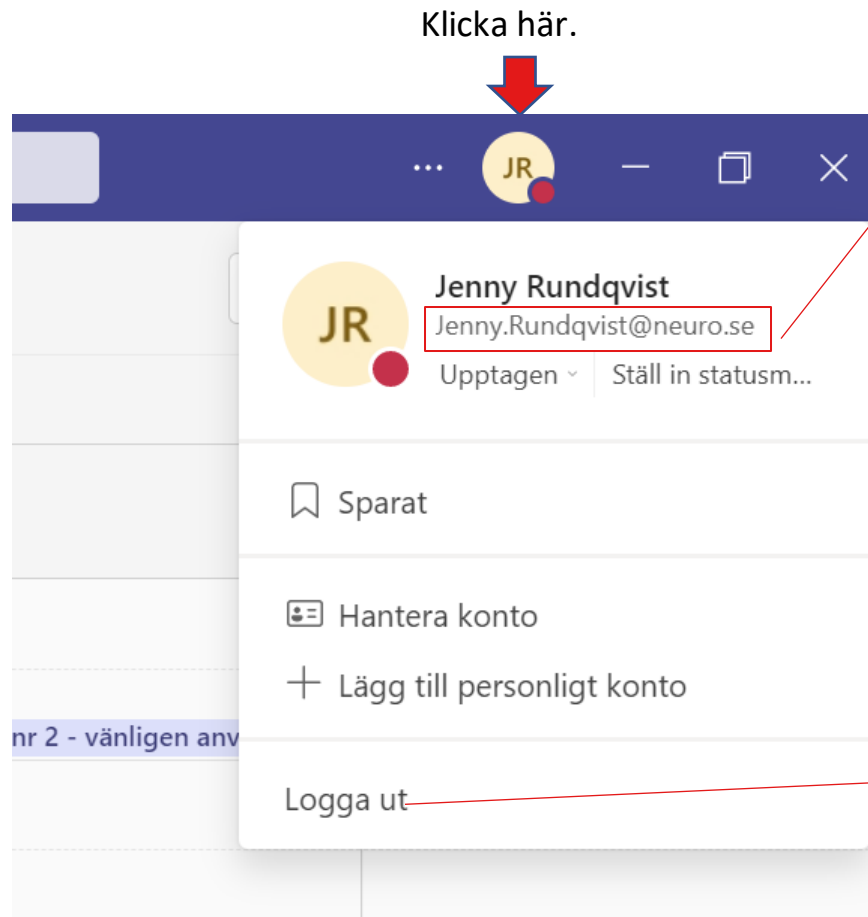 Klicka här.
JR
Jenny Rundqvist
JR
Jenny.Rundqvist@neuro.se
Upptagen Ställ in statusm...
Sparat
Hantera konto
Lägg till personligt konto
nr 2 - vänligen anv
Logga ut